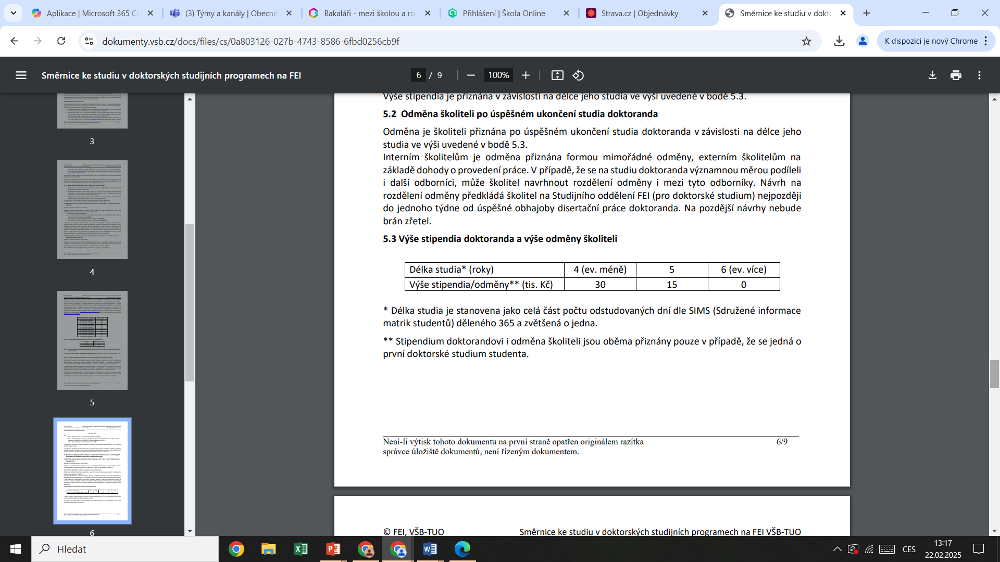 Aplikace | Microsoft 365 Co
(3) Týmy a kanály | Obecné
Bakaláři - mezi školou a ro
Přihlášení | Škola Online
Strava.cz | Objednávky
Směrnice ke studiu v dokto
dokumenty.vsb.cz/docs/files/cs/0a803126-027b-4743-8586-6fbd0256cb9f
K dispozici je nový Chrome
Směrnice ke studiu v doktorských studijních programech na FEI
6 / 9
100%
3
4
5
6
Výše stipendia je přiznána v závislosti na délce jeho studia ve výši uvedené v bodě 5.3.
5.2 Odměna školiteli po úspěšném ukončení studia doktoranda
Odměna je školiteli přiznána po úspěšném ukončení studia doktoranda v závislosti na délce jeho
studia ve výši uvedené v bodě 5.3.
Interním školitelům je odměna přiznána formou mimořádné odměny, externím školitelům na
základě dohody o provedení práce. V případě, že se na studiu doktoranda významnou měrou podíleli
i další odborníci, může školitel navrhnout rozdělení odměny i mezi tyto odborníky. Návrh na
rozdělení odměny předkládá školitel na Studijního oddělení FEI (pro doktorské studium) nejpozději
do jednoho týdne od úspěšné obhajoby disertační práce doktoranda. Na pozdější návrhy nebude
brán zřetel.
5.3 Výše stipendia doktoranda a výše odměny školiteli
Délka studia* (roky) 4 (ev. méně) 5 6 (ev. více)
Výše stipendia/odměny** (tis. Kč) 30 15 0
* Délka studia je stanovena jako celá část počtu odstudovaných dní dle SIMS (Sdružené informace
matrik studentů) děleného 365 a zvětšená o jedna.
** Stipendium doktorandovi i odměna školiteli jsou oběma přiznány pouze v případě, že se jedná o
první doktorské studium studenta.
Není-li výtisk tohoto dokumentu na první straně opatřen originálem razítka 6/9
správce úložiště dokumentů, není řízeným dokumentem.
© FEI, VŠB-TUO Směrnice ke studiu v doktorských studijních programech na FEI VŠB-TUO
Hledat
CES
13:17
22.02.2025